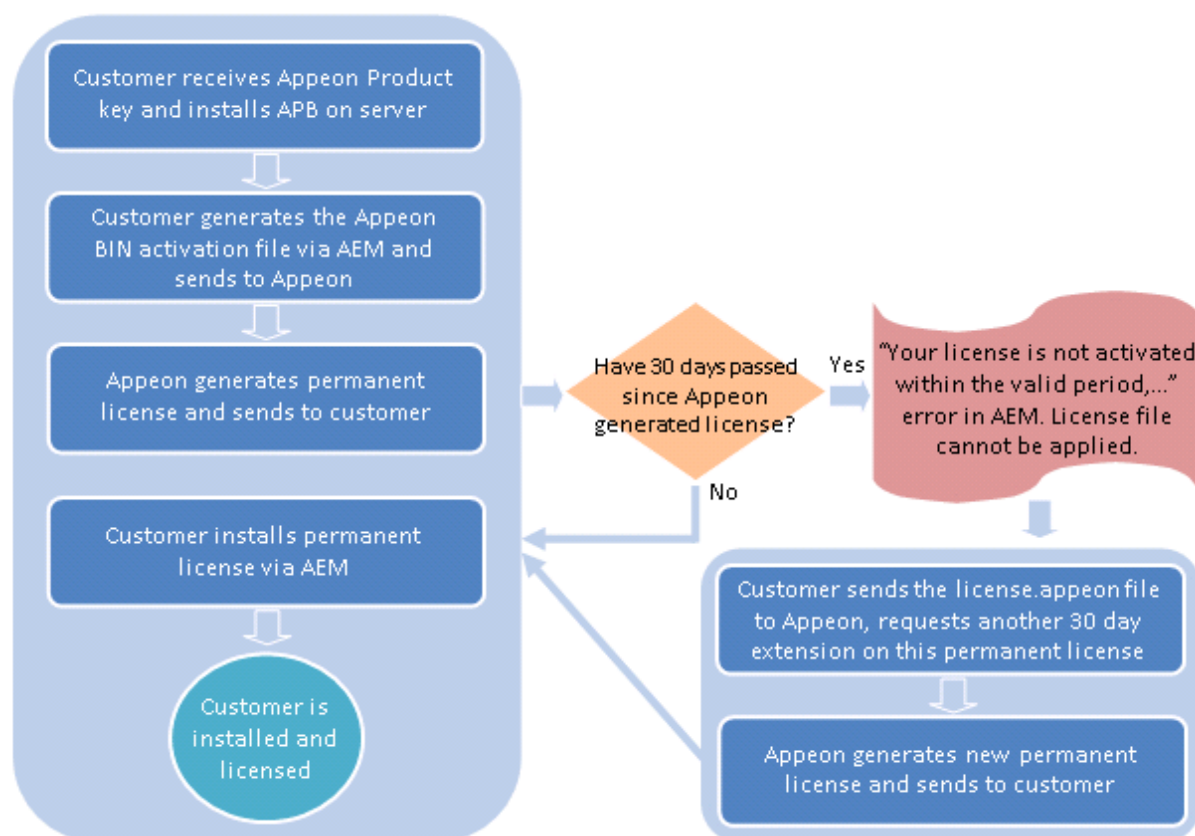 Customer receives Appeon Product
key and installs APB on server
Customer generates the Appeon
BIN activation file via AEM and
sends to Appeon
Appeon generates permanent
license and sends to customer
Have 30 days passed
since Appeon
generated license?
Yes
No
“Your license is not activated
within the valid period,...”
error in AEM. License file
cannot be applied.
Customer installs permanent
license via AEM
Customer is
installed and
licensed
Customer sends the license.appeon file
to Appeon, requests another 30 day
extension on this permanent license
Appeon generates new permanent
license and sends to customer